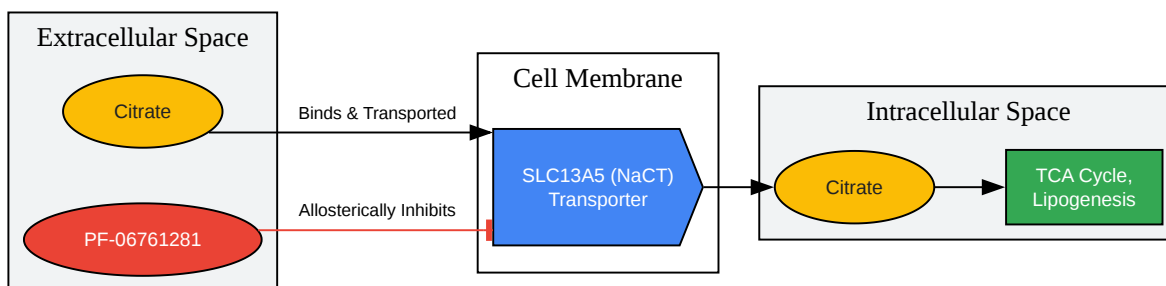 Extracellular Space
Citrate
PF-06761281
Binds & Transported
Allosterically Inhibits
Cell Membrane
SLC13A5 (NaCT)
Transporter
Intracellular Space
Citrate
TCA Cycle,
Lipogenesis